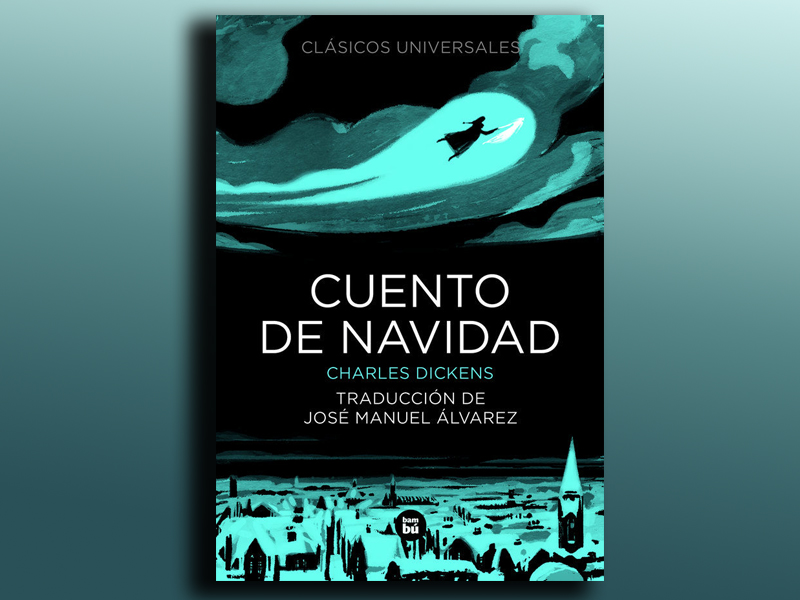 CLÁSICOS UNIVERSALES
CUENTO
DE NAVIDAD
CHARLES DICKENS
TRADUCCIÓN DE
JOSÉ MANUEL ÁLVAREZ
bam
bú